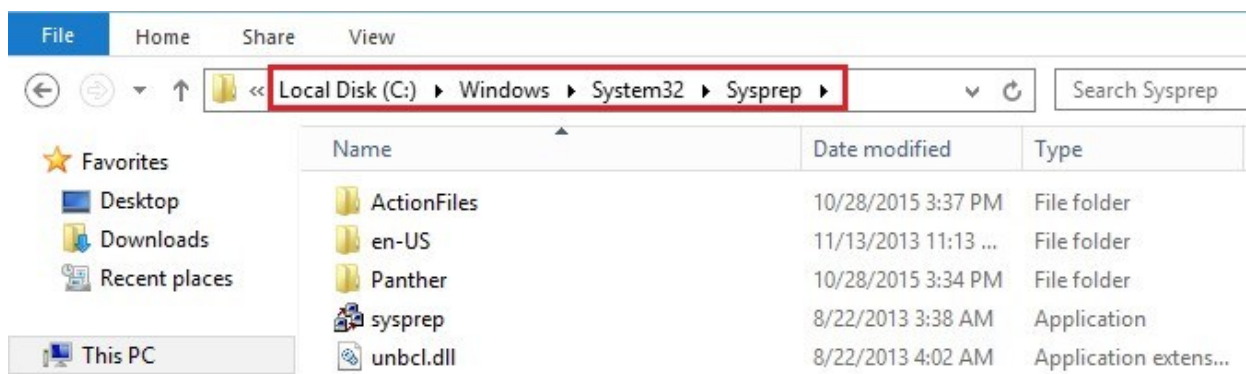 File Home Share View
« Local Disk (C:) Windows System32 Sysprep Search Sysprep
Favorites Name Date modified Type
Desktop ActionFiles 10/28/2015 3:37 PM File folder
Downloads en-US 11/13/2013 11:13 ... File folder
Recent places Panther 10/28/2015 3:34 PM File folder
sysprep 8/22/2013 3:38 AM Application
This PC unbcl.dll 8/22/2013 4:02 AM Application extens...